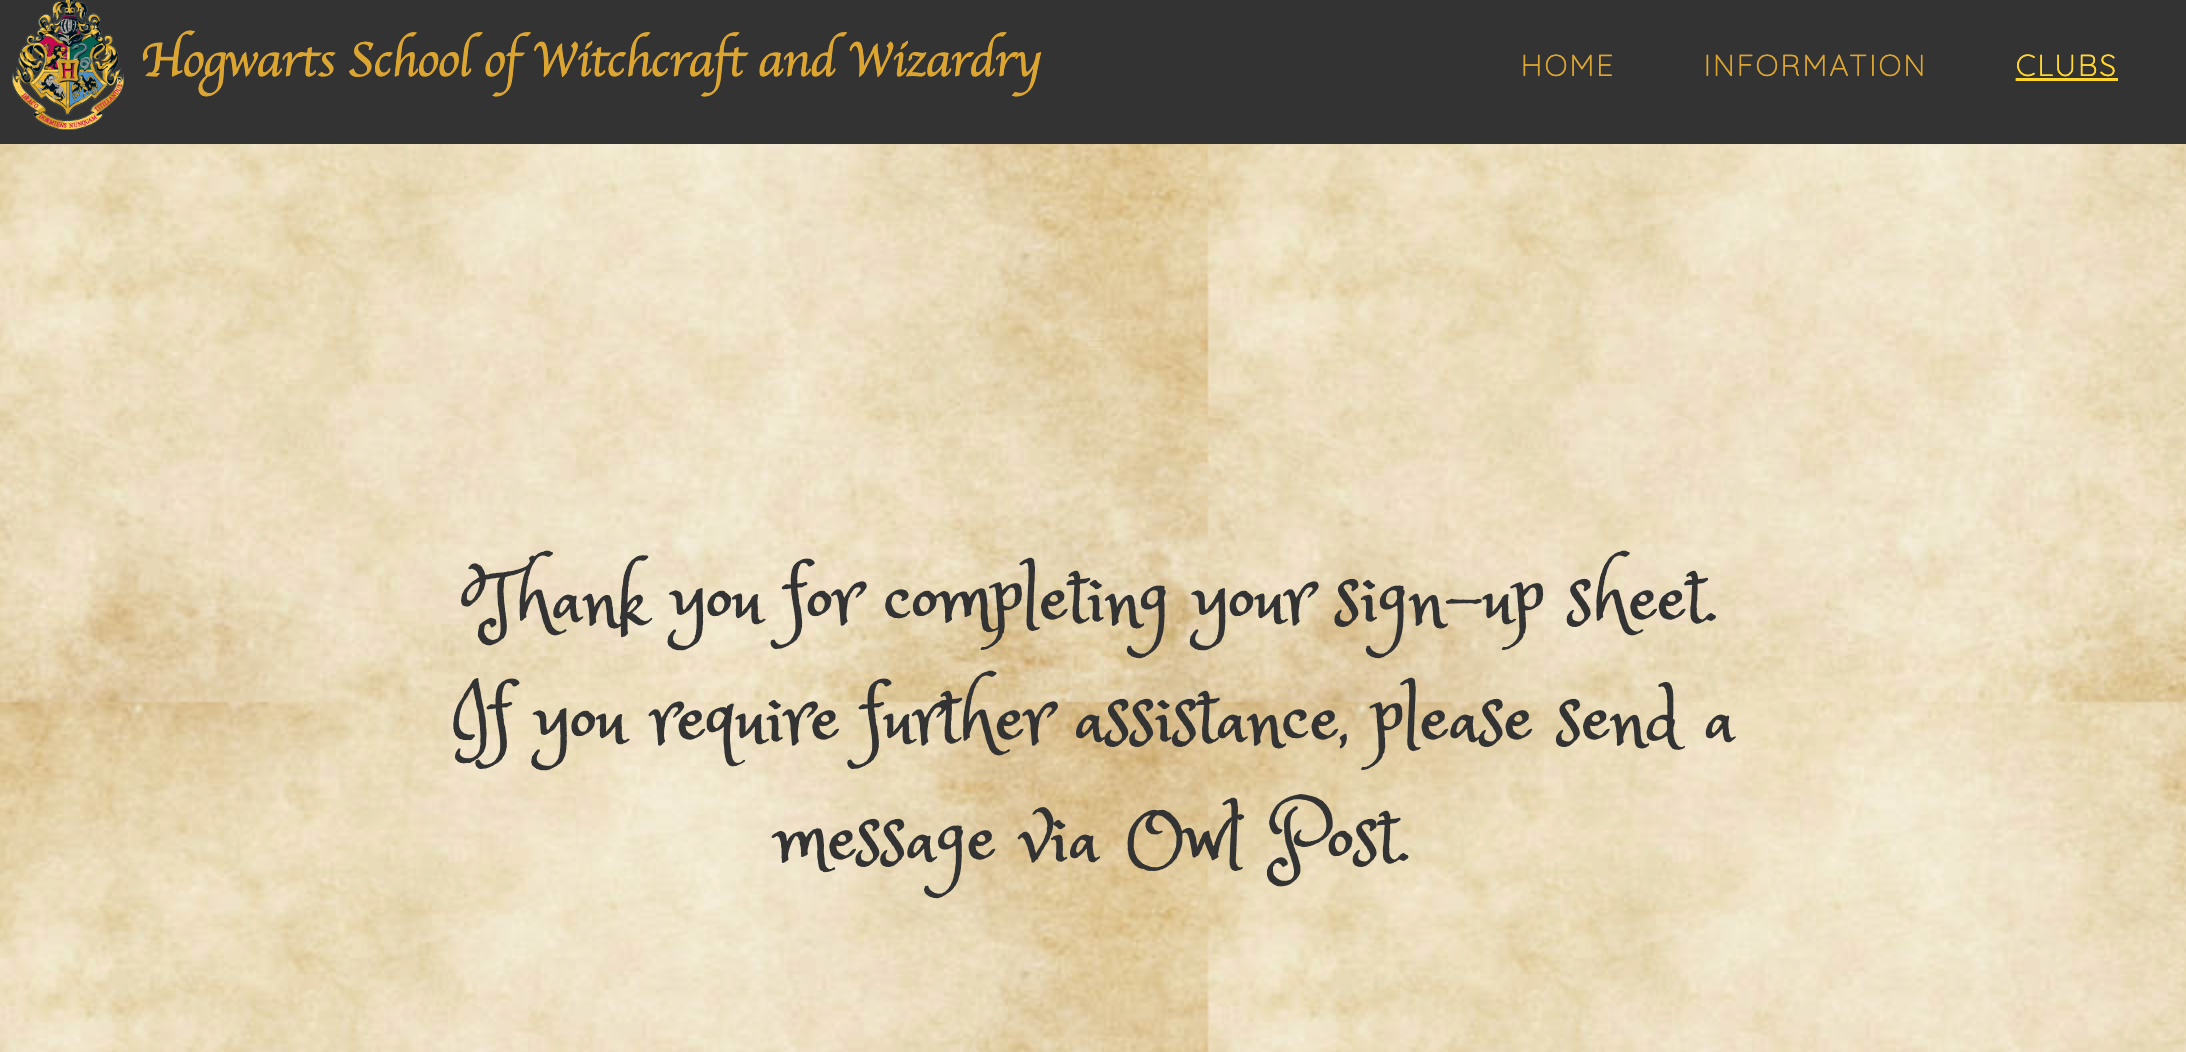 Hogwarts School of Witchcraft and Wizardry
HOME INFORMATION CLUBS
Thank you for completing your sign-up sheet.
If you require further assistance, please send a
message via Owl Post.